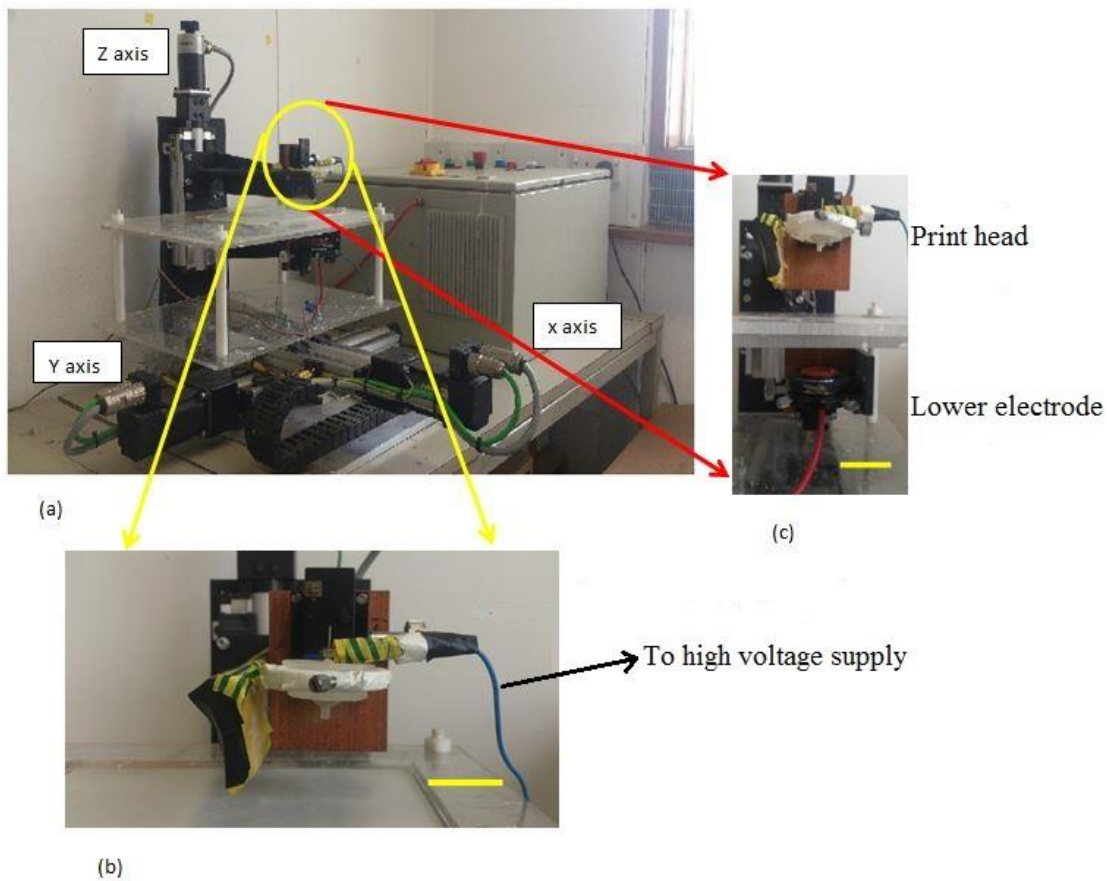 Z axis
x axis
Y axis
Print head
Lower electrode
(a)
(c)
To high voltage supply
(b)